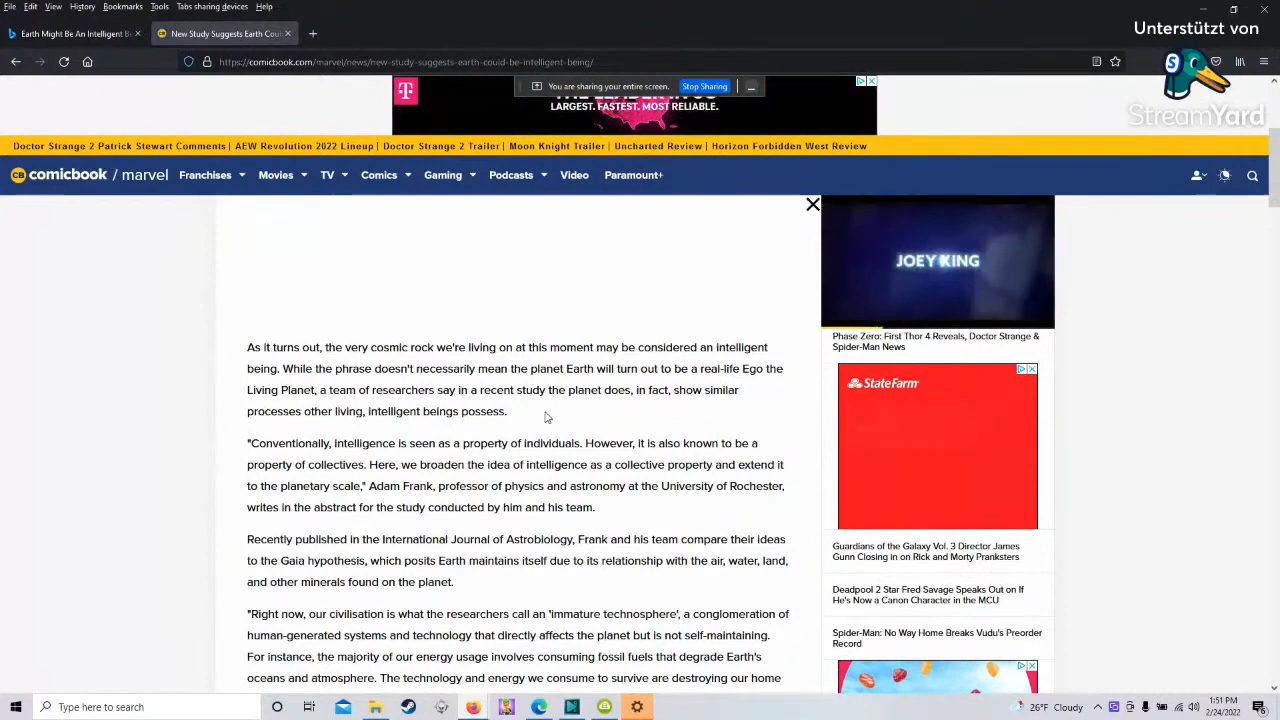 File Edit View History Bookmarks Tools Tabs sharing devices Help
Unterstützt von
Earth Might Be An Intelligent Be
New Study Suggests Earth Coul
https://comicbook.com/marvel/news/new-study-suggests-earth-could-be-intelligent-being/
StreamYard
You are sharing your entire screen. Stop Sharing
LARGEST. FASTEST. MOST RELIABLE.
Doctor Strange 2 Patrick Stewart Comments | AEW Revolution 2022 Lineup | Doctor Strange 2 Trailer | Moon Knight Trailer | Uncharted Review | Horizon Forbidden West Review
CB comicbook / marvel Franchises Movies TV Comics Gaming Podcasts Video Paramount+
JOEY KING
Phase Zero: First Thor 4 Reveals, Doctor Strange &
Spider-Man News
As it turns out, the very cosmic rock we're living on at this moment may be considered an intelligent
being. While the phrase doesn't necessarily mean the planet Earth will turn out to be a real-life Ego the
Living Planet, a team of researchers say in a recent study the planet does, in fact, show similar
processes other living, intelligent beings possess.
"Conventionally, intelligence is seen as a property of individuals. However, it is also known to be a
property of collectives. Here, we broaden the idea of intelligence as a collective property and extend it
to the planetary scale," Adam Frank, professor of physics and astronomy at the University of Rochester,
writes in the abstract for the study conducted by him and his team.
Recently published in the International Journal of Astrobiology, Frank and his team compare their ideas
to the Gaia hypothesis, which posits Earth maintains itself due to its relationship with the air, water, land,
and other minerals found on the planet.
"Right now, our civilisation is what the researchers call an 'immature technosphere', a conglomeration of
human-generated systems and technology that directly affects the planet but is not self-maintaining.
For instance, the majority of our energy usage involves consuming fossil fuels that degrade Earth's
oceans and atmosphere. The technology and energy we consume to survive are destroying our home
StateFarm
Guardians of the Galaxy Vol. 3 Director James
Gunn Closing in on Rick and Morty Pranksters
Deadpool 2 Star Fred Savage Speaks Out on If
He's Now a Canon Character in the MCU
Spider-Man: No Way Home Breaks Vudu's Preorder
Record
Type here to search
26°F Cloudy
1:51 PM
2/24/2022